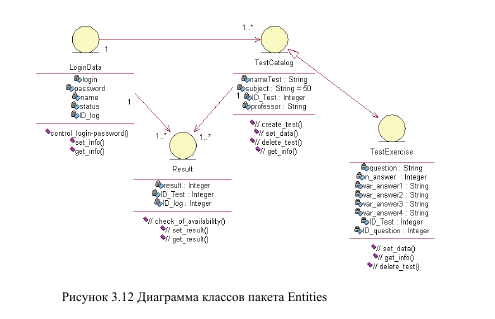 1..*
1
LoginData
login
password
name
status
ID_log
control_login-password()
set_info()
get_info()
TestCatalog
nameTest : String
subject : String = 50
ID_Test : Integer
professor : String
// create_test()
// set_data()
// delete_test()
// get_info()
1
1..*
1
1..*
Result
result : Integer
ID_Test : Integer
ID_log : Integer
// check_of_availability()
// set_result()
// get_result()
TestExercise
question : String
n_answer : Integer
var_answer1 : String
var_answer2 : String
var_answer3 : String
var_answer4 : String
ID_Test : Integer
ID_question : Integer
// set_data()
// get_info()
// delete_test()
Рисунок 3.12 Диаграмма классов пакета Entities